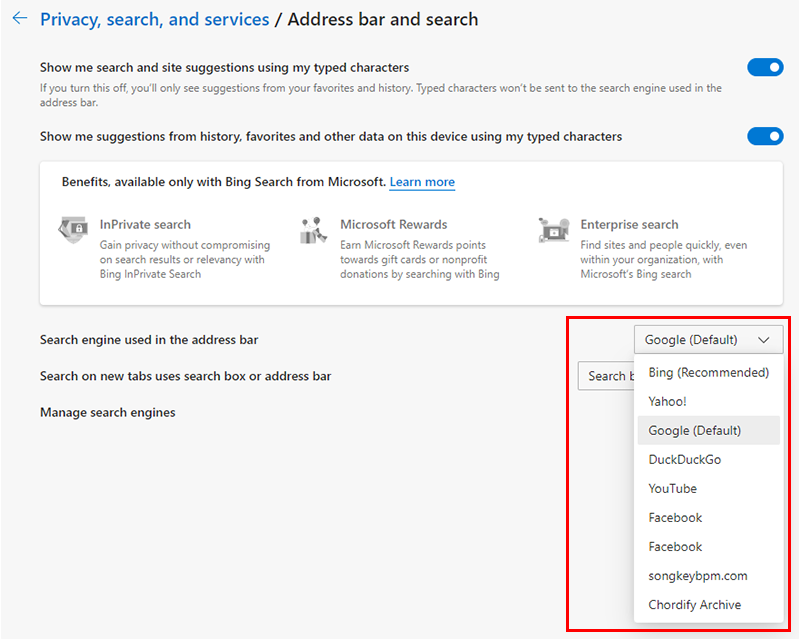 Privacy, search, and services / Address bar and search
Show me search and site suggestions using my typed characters
If you turn this off, you'll only see suggestions from your favorites and history. Typed characters won't be sent to the search engine used in the
address bar.
Show me suggestions from history, favorites and other data on this device using my typed characters
Benefits, available only with Bing Search from Microsoft. Learn more
InPrivate search
Gain privacy without compromising
on search results or relevancy with
Bing InPrivate Search
Microsoft Rewards
Earn Microsoft Rewards points
towards gift cards or nonprofit
donations by searching with Bing
Enterprise search
Find sites and people quickly, even
within your organization, with
Microsoft's Bing search
Search engine used in the address bar
Google (Default)
Search on new tabs uses search box or address bar
Search b
Manage search engines
Bing (Recommended)
Yahoo!
Google (Default)
DuckDuckGo
YouTube
Facebook
Facebook
songkeybpm.com
Chordify Archive